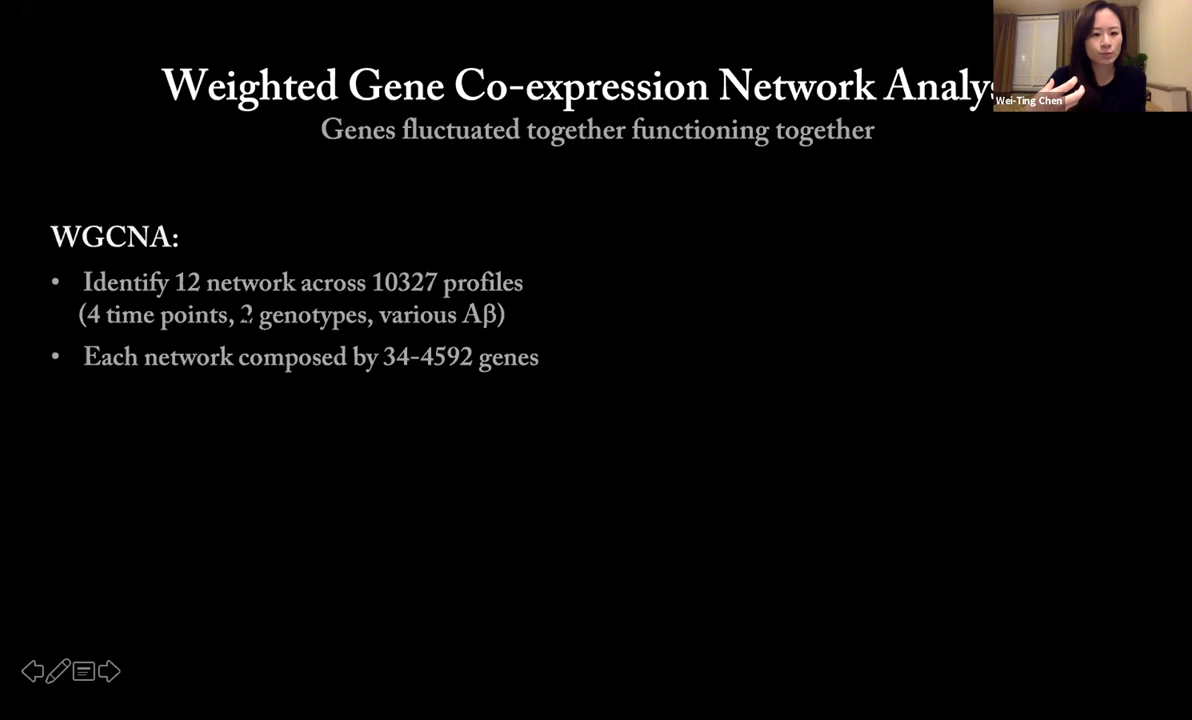 Weighted Gene Co-expression Network Analys
Wei-Ting Chen
Genes fluctuated together functioning together
WGCNA:
• Identify 12 network across 10327 profiles
(4 time points, 2 genotypes, various Aβ)
• Each network composed by 34-4592 genes